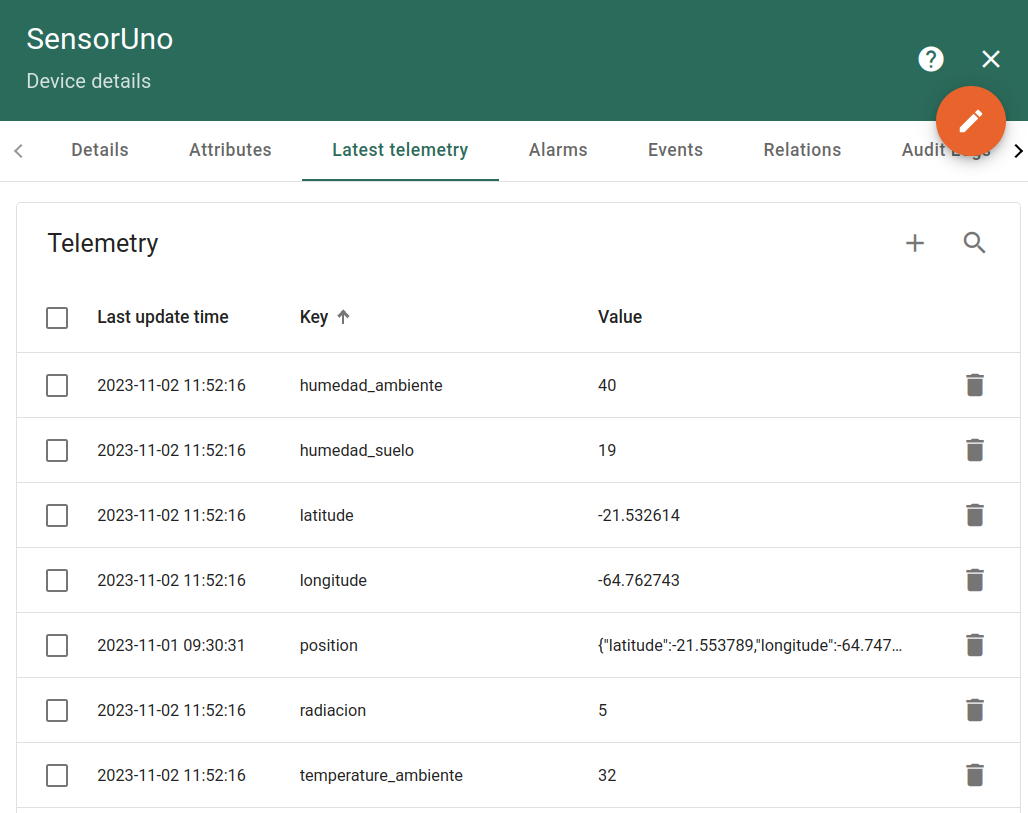 SensorUno
Device details
?
Details Attributes Latest telemetry Alarms Events Relations Audit Logs
Telemetry
Last update time Key Value
2023-11-02 11:52:16 humedad_ambiente 40
2023-11-02 11:52:16 humedad_suelo 19
2023-11-02 11:52:16 latitude -21.532614
2023-11-02 11:52:16 longitude -64.762743
2023-11-01 09:30:31 position {"latitude":-21.553789,"longitude":-64.747...
2023-11-02 11:52:16 radiacion 5
2023-11-02 11:52:16 temperature_ambiente 32